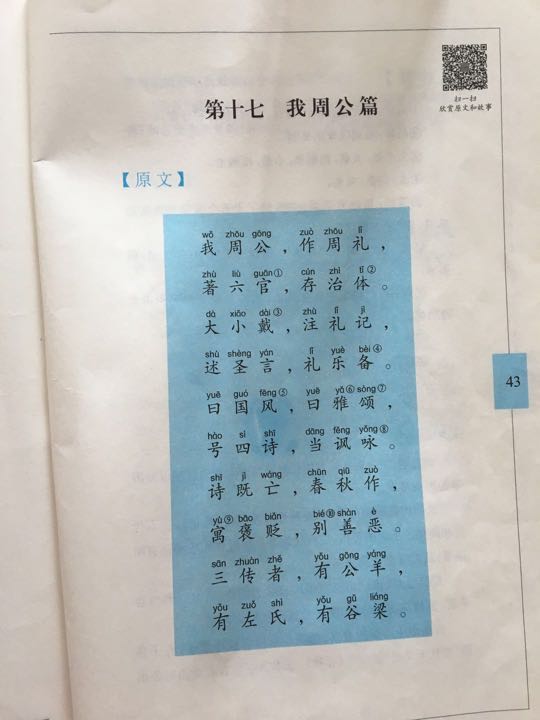 扫一扫
欣赏原文和故事
第十七 我周公篇
【原文】
wǒ zhōu gōng zuò zhōu lǐ
我周公，作周礼，
zhù liù guān① cún zhì tǐ②
著六官，存治体。
dà xiǎo dài③ zhù lǐ jì
大小戴，注礼记，
shù shèng yán lǐ yuè bèi④
述圣言，礼乐备。
yuē guó fēng⑤ yuē yǎ⑥ sòng⑦
曰国风，曰雅颂，
hào sì shī dāng fěng yǒng⑧
号四诗，当讽咏。
shī jì wáng chūn qiū zuò
诗既亡，春秋作，
yù⑨ bāo biǎn bié⑩ shàn è
寓褒贬，别善恶。
sān zhuàn zhě yǒu gōng yáng
三传者，有公羊，
yǒu zuǒ shì yǒu gǔ liáng
有左氏，有谷梁。
43